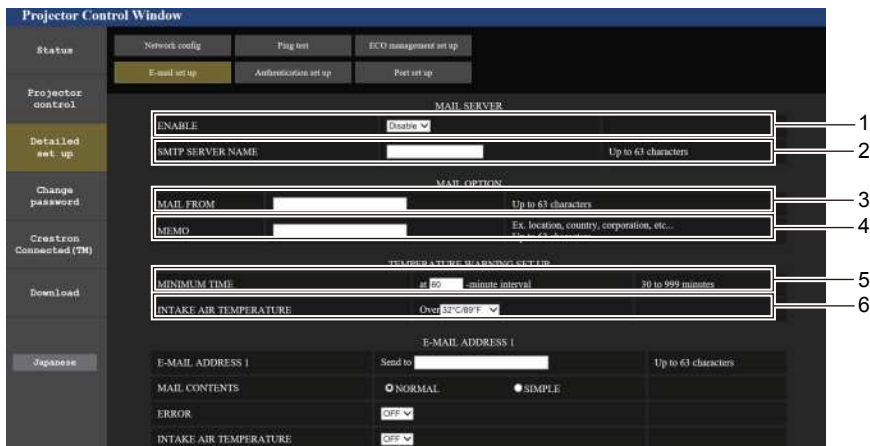 Projector Control Window
Status
Network config
Ping test
ECO management set up
E-mail set up
Authentication set up
Port set up
Projector control
Detailed set up
Change password
Crestron Connected(TM)
Download
Japanese
MAIL SERVER
ENABLE Disable 1
SMTP SERVER NAME Up to 63 characters 2
MAIL OPTION
MAIL FROM Up to 63 characters 3
MEMO Ex. location, country, corporation, etc... 4
Up to 63 characters
TEMPERATURE WARNING SET UP
MINIMUM TIME at 60 -minute interval 30 to 999 minutes 5
INTAKE AIR TEMPERATURE Over 32°C/89°F 6
E-MAIL ADDRESS 1
E-MAIL ADDRESS 1 Send to Up to 63 characters
MAIL CONTENTS NORMAL SIMPLE
ERROR OFF
INTAKE AIR TEMPERATURE OFF